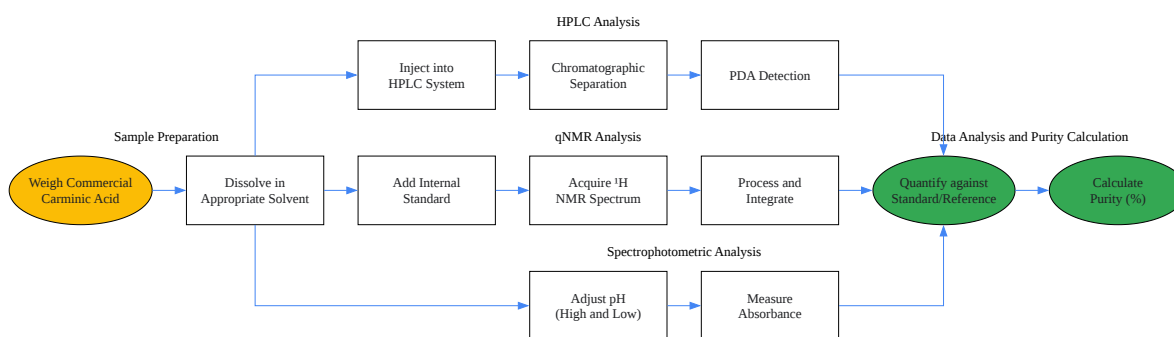 HPLC Analysis
Inject into
HPLC System
Chromatographic
Separation
PDA Detection
Sample Preparation
qNMR Analysis
Data Analysis and Purity Calculation
Weigh Commercial
Carminic Acid
Dissolve in
Appropriate Solvent
Add Internal
Standard
Acquire ¹H
NMR Spectrum
Process and
Integrate
Quantify against
Standard/Reference
Calculate
Purity (%)
Spectrophotometric Analysis
Adjust pH
(High and Low)
Measure
Absorbance